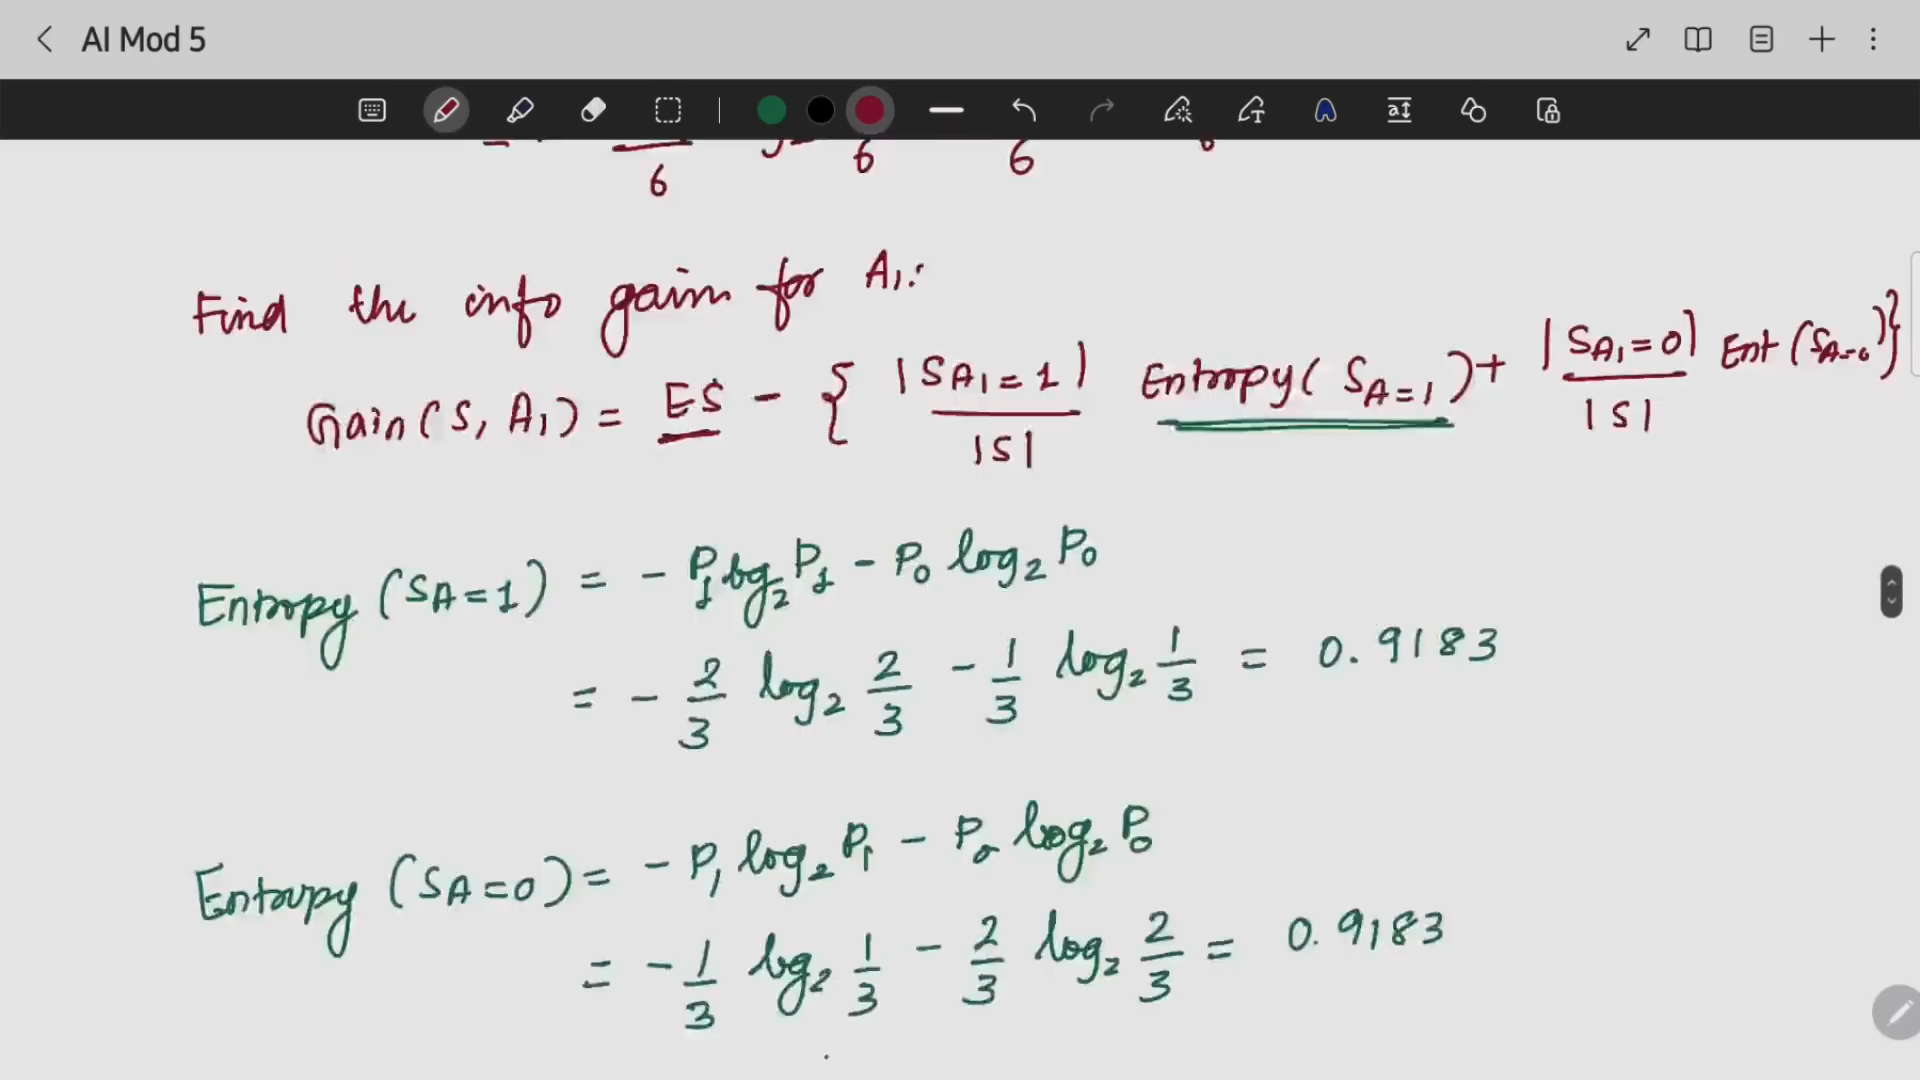 AI Mod 5
6 6 6
Find the info gain for A₁:
Gain(S, A₁) = ES - { |SA₁=1| / |S| Entropy(SA=1) + |SA₁=0| / |S| Ent(SA=0) }
Entropy (SA=1) = - P₁ log₂ P₁ - P₀ log₂ P₀
= - 2/3 log₂ 2/3 - 1/3 log₂ 1/3 = 0.9183
Entropy (SA=0) = - P₁ log₂ P₁ - P₀ log₂ P₀
= - 1/3 log₂ 1/3 - 2/3 log₂ 2/3 = 0.9183